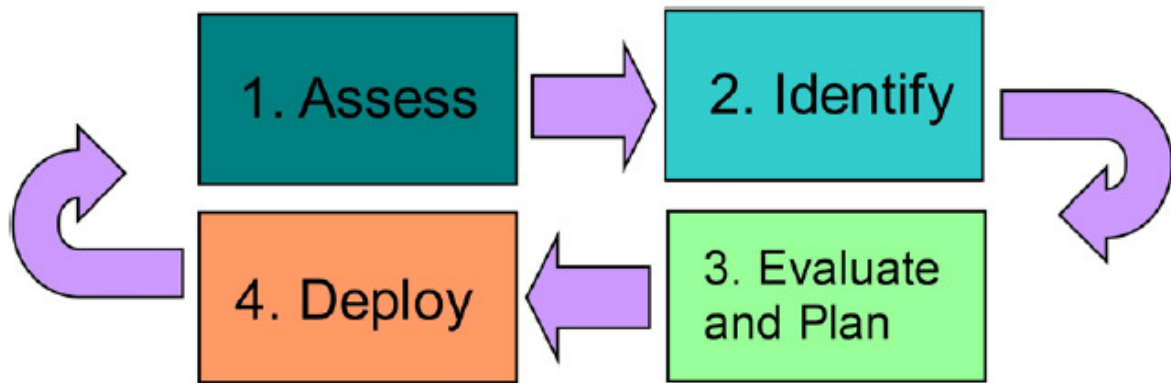 1. Assess
2. Identify
3. Evaluate
and Plan
4. Deploy